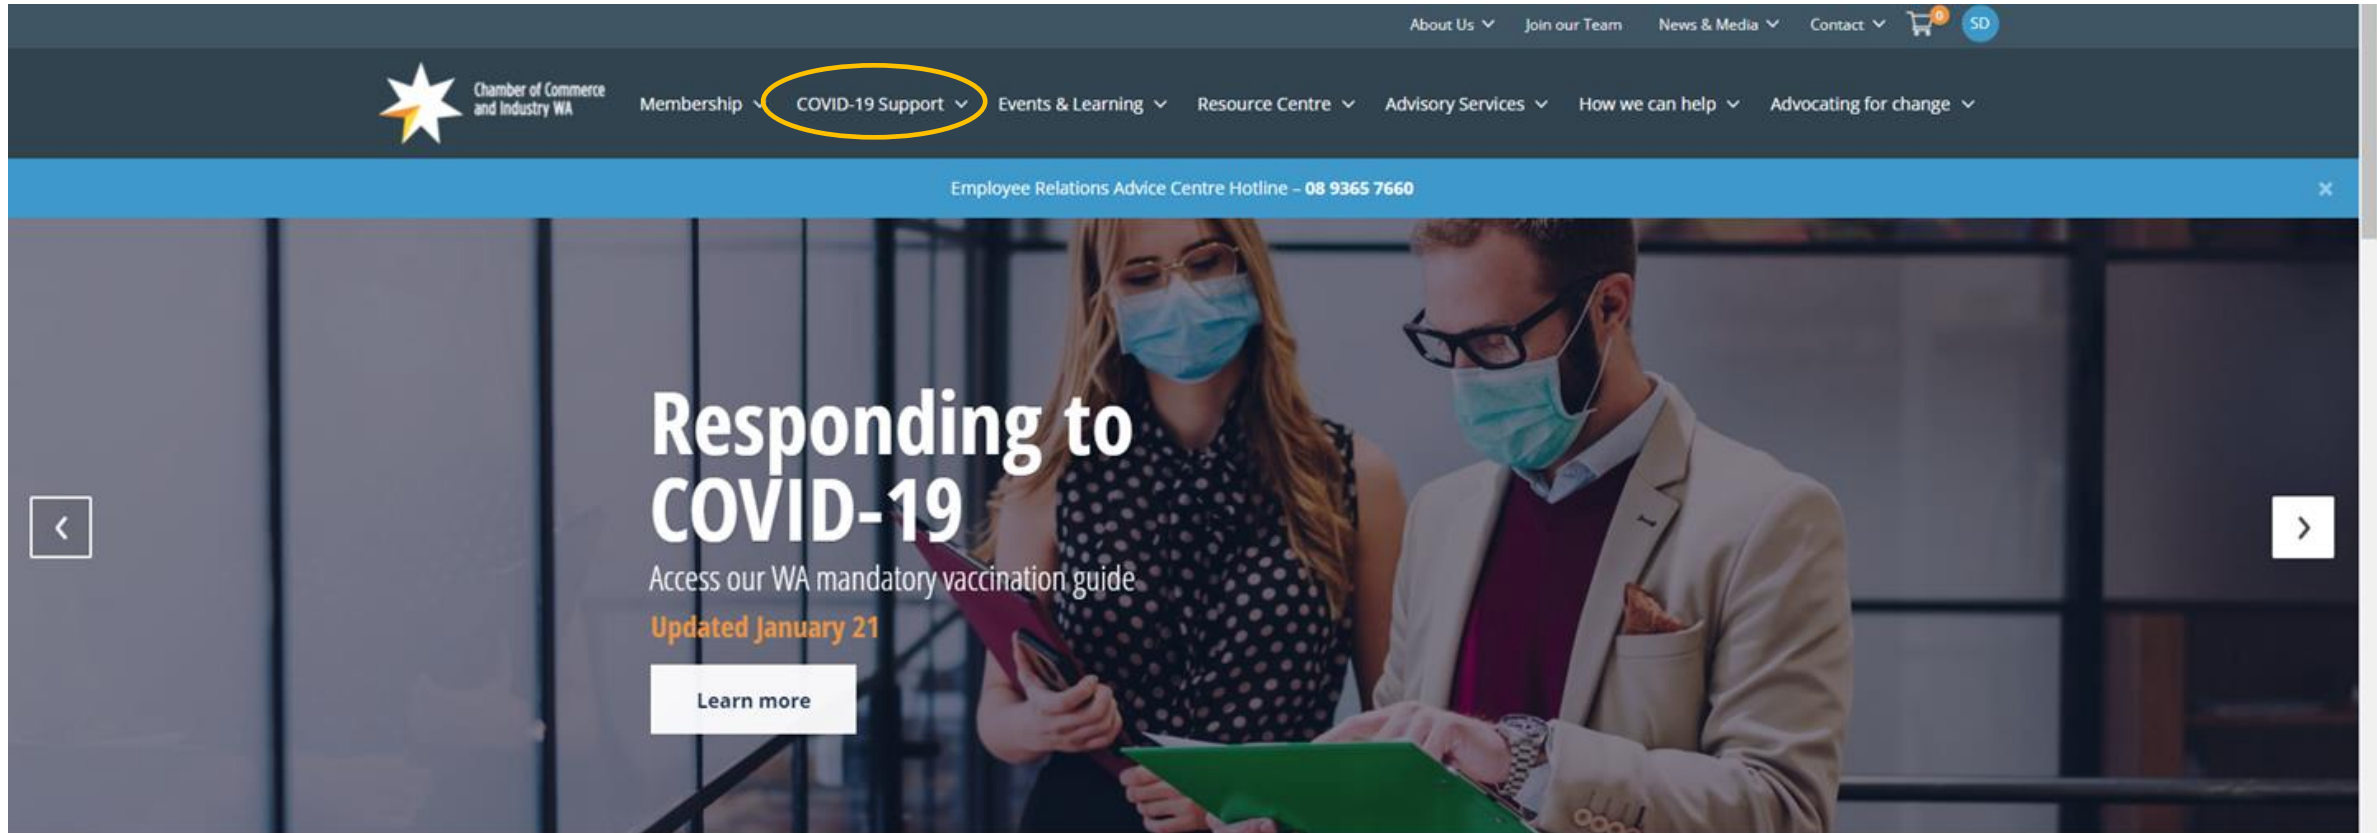 About Us Join our Team News & Media Contact 0 SD
Chamber of Commerce
and Industry WA
Membership COVID-19 Support Events & Learning Resource Centre Advisory Services How we can help Advocating for change
Employee Relations Advice Centre Hotline – 08 9365 7660
Responding to
COVID-19
Access our WA mandatory vaccination guide
Updated January 21
Learn more